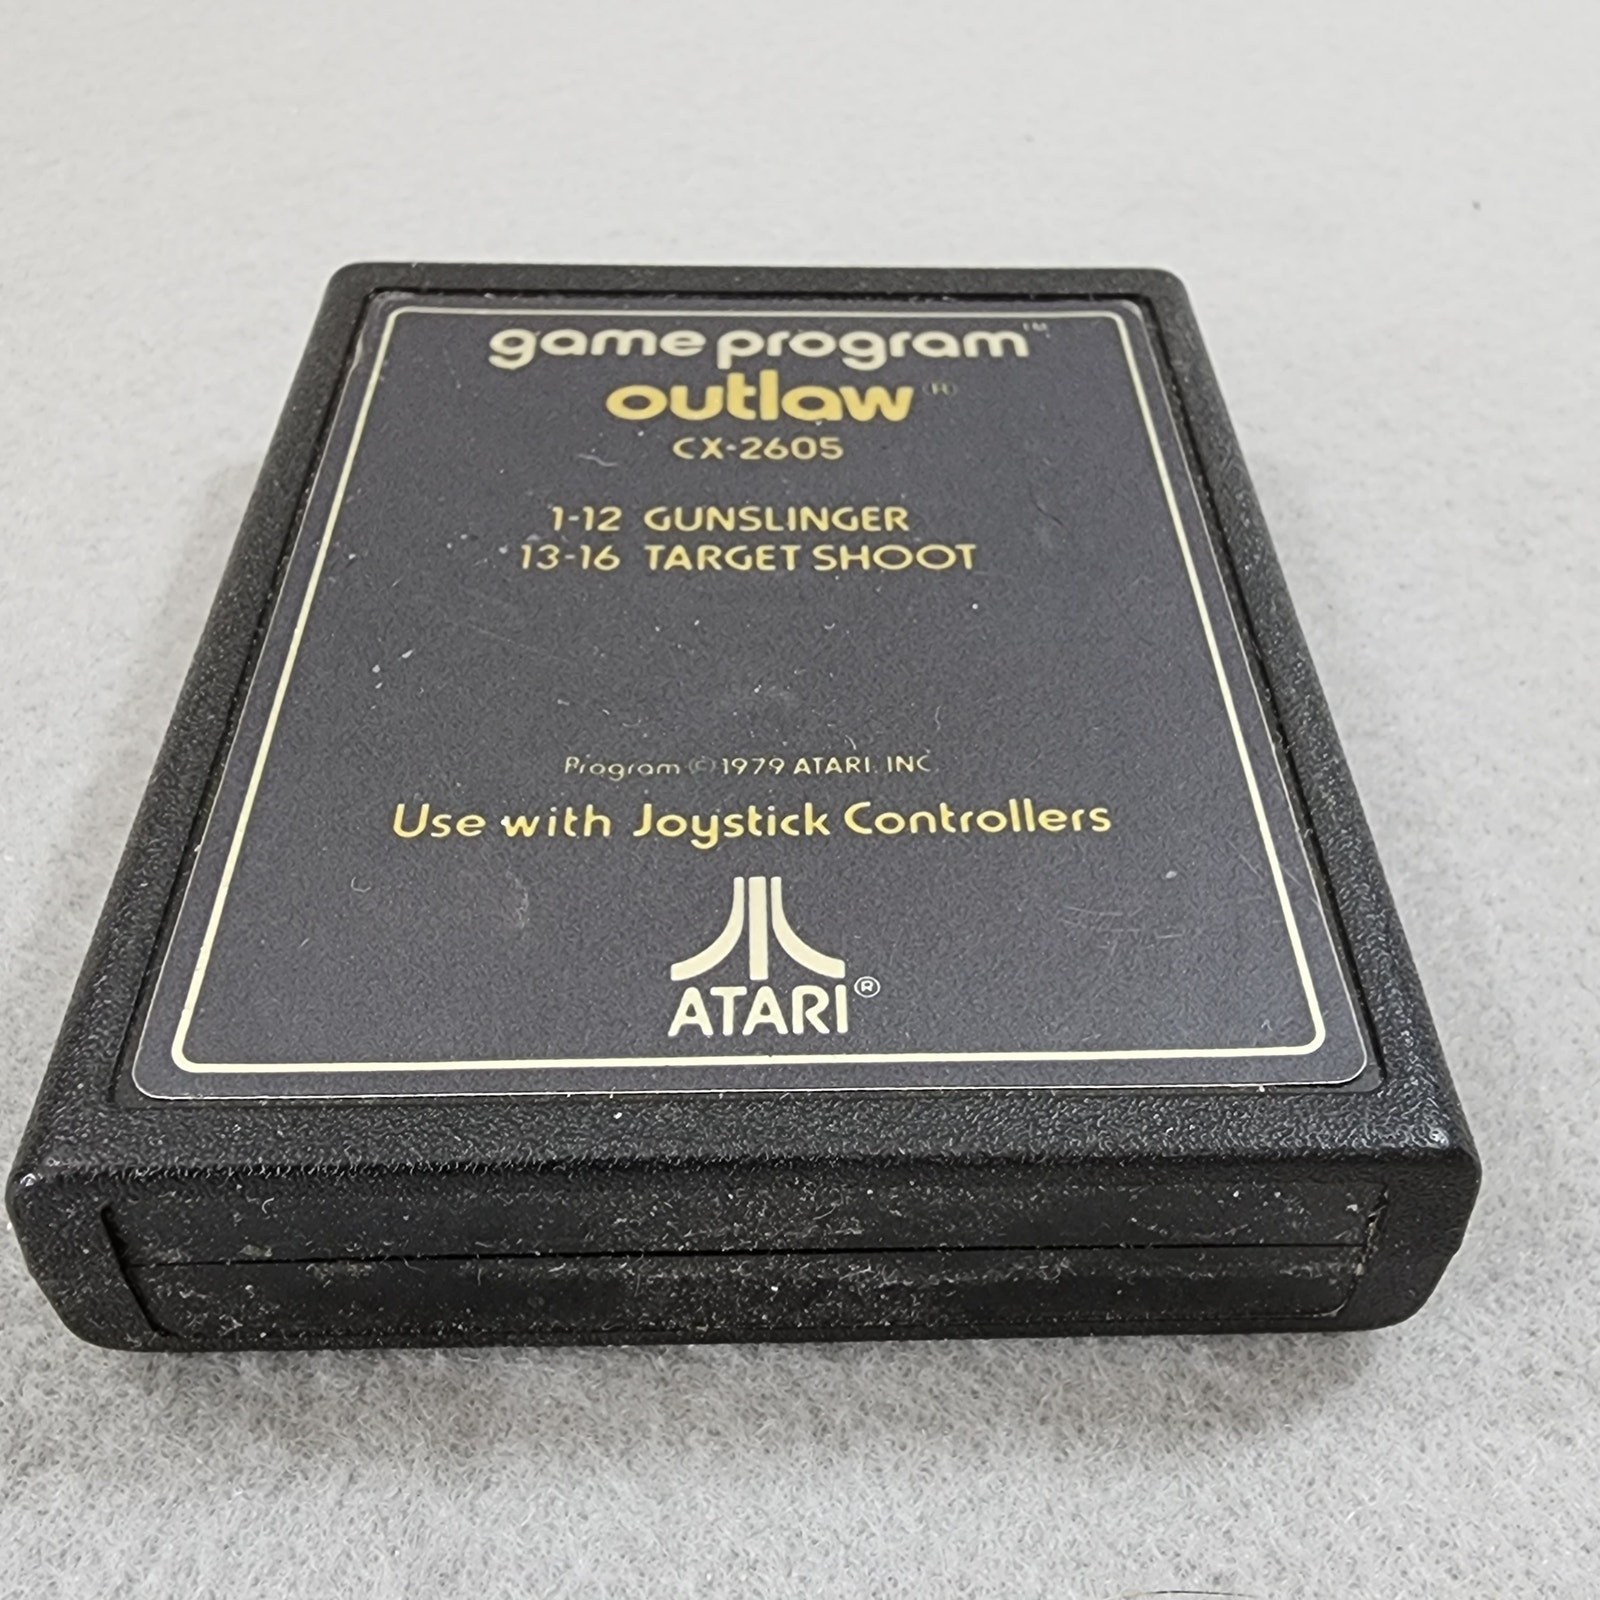 game program™
outlaw®
CX-2605
1-12 GUNSLINGER
13-16 TARGET SHOOT
Program © 1979 ATARI, INC.
Use with Joystick Controllers
ATARI®